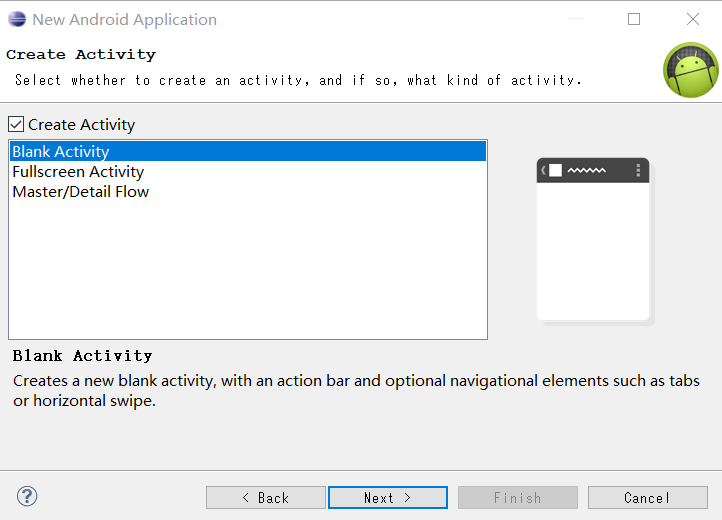 New Android Application
Create Activity
Select whether to create an activity, and if so, what kind of activity.
Create Activity
Blank Activity
Fullscreen Activity
Master/Detail Flow
Blank Activity
Creates a new blank activity, with an action bar and optional navigational elements such as tabs
or horizontal swipe.
?
< Back
Next >
Finish
Cancel